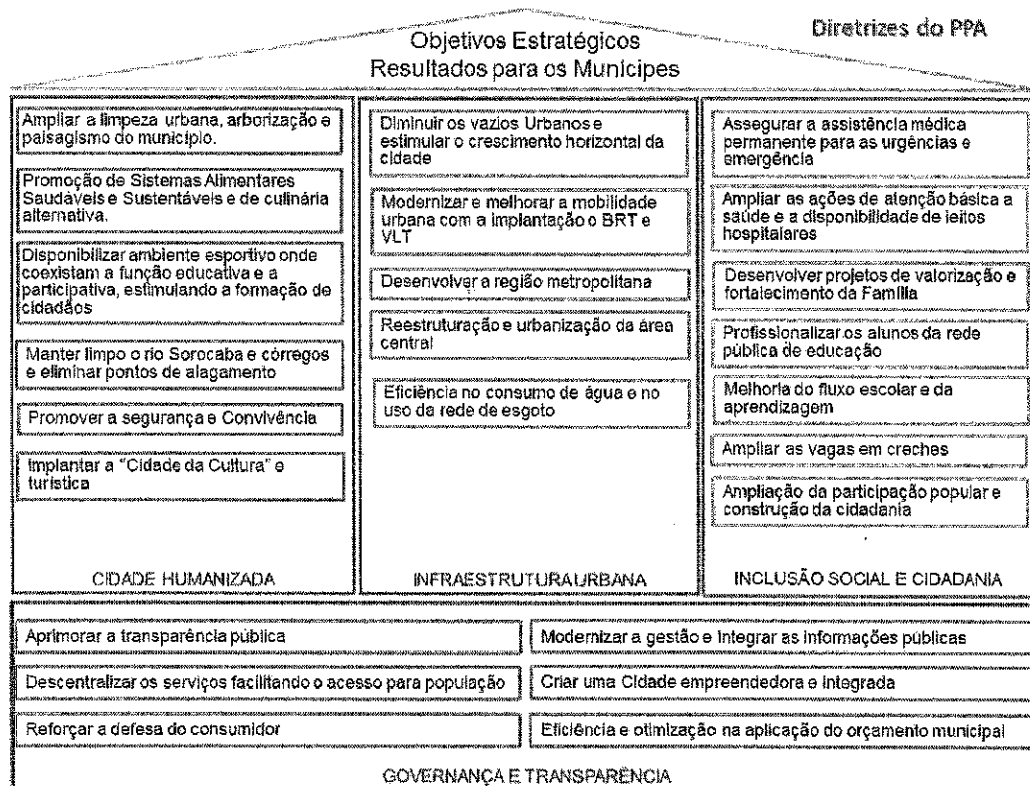 Diretrizes do PPA
Objetivos Estratégicos
Resultados para os Munícipes
Ampliar a limpeza urbana, arborização e
paisagismo do município.
Promoção de Sistemas Alimentares
Saudáveis e Sustentáveis e de culinária
alternativa.
Disponibilizar ambiente esportivo onde
coexistam a função educativa e a
participativa, estimulando a formação de
cidadãos
Manter limpo o rio Sorocaba e córregos
e eliminar pontos de alagamento
Promover a segurança e Convivência
Implantar a "Cidade da Cultura" e
turística
CIDADE HUMANIZADA
Diminuir os vazios Urbanos e
estimular o crescimento horizontal da
cidade
Modernizar e melhorar a mobilidade
urbana com a implantação o BRT e
VLT
Desenvolver a região metropolitana
Reestruturação e urbanização da área
central
Eficiência no consumo de água e no
uso da rede de esgoto
INFRAESTRUTURA URBANA
Assegurar a assistência médica
permanente para as urgências e
emergência
Ampliar as ações de atenção básica a
saúde e a disponibilidade de leitos
hospitalares
Desenvolver projetos de valorização e
fortalecimento da Família
Profissionalizar os alunos da rede
pública de educação
Melhoria do fluxo escolar e da
aprendizagem
Ampliar as vagas em creches
Ampliação da participação popular e
construção da cidadania
INCLUSÃO SOCIAL E CIDADANIA
Aprimorar a transparência pública
Modernizar a gestão e Integrar as informações públicas
Descentralizar os serviços facilitando o acesso para população
Criar uma Cidade empreendedora e Integrada
Reforçar a defesa do consumidor
Eficiência e otimização na aplicação do orçamento municipal
GOVERNANÇA E TRANSPARÊNCIA